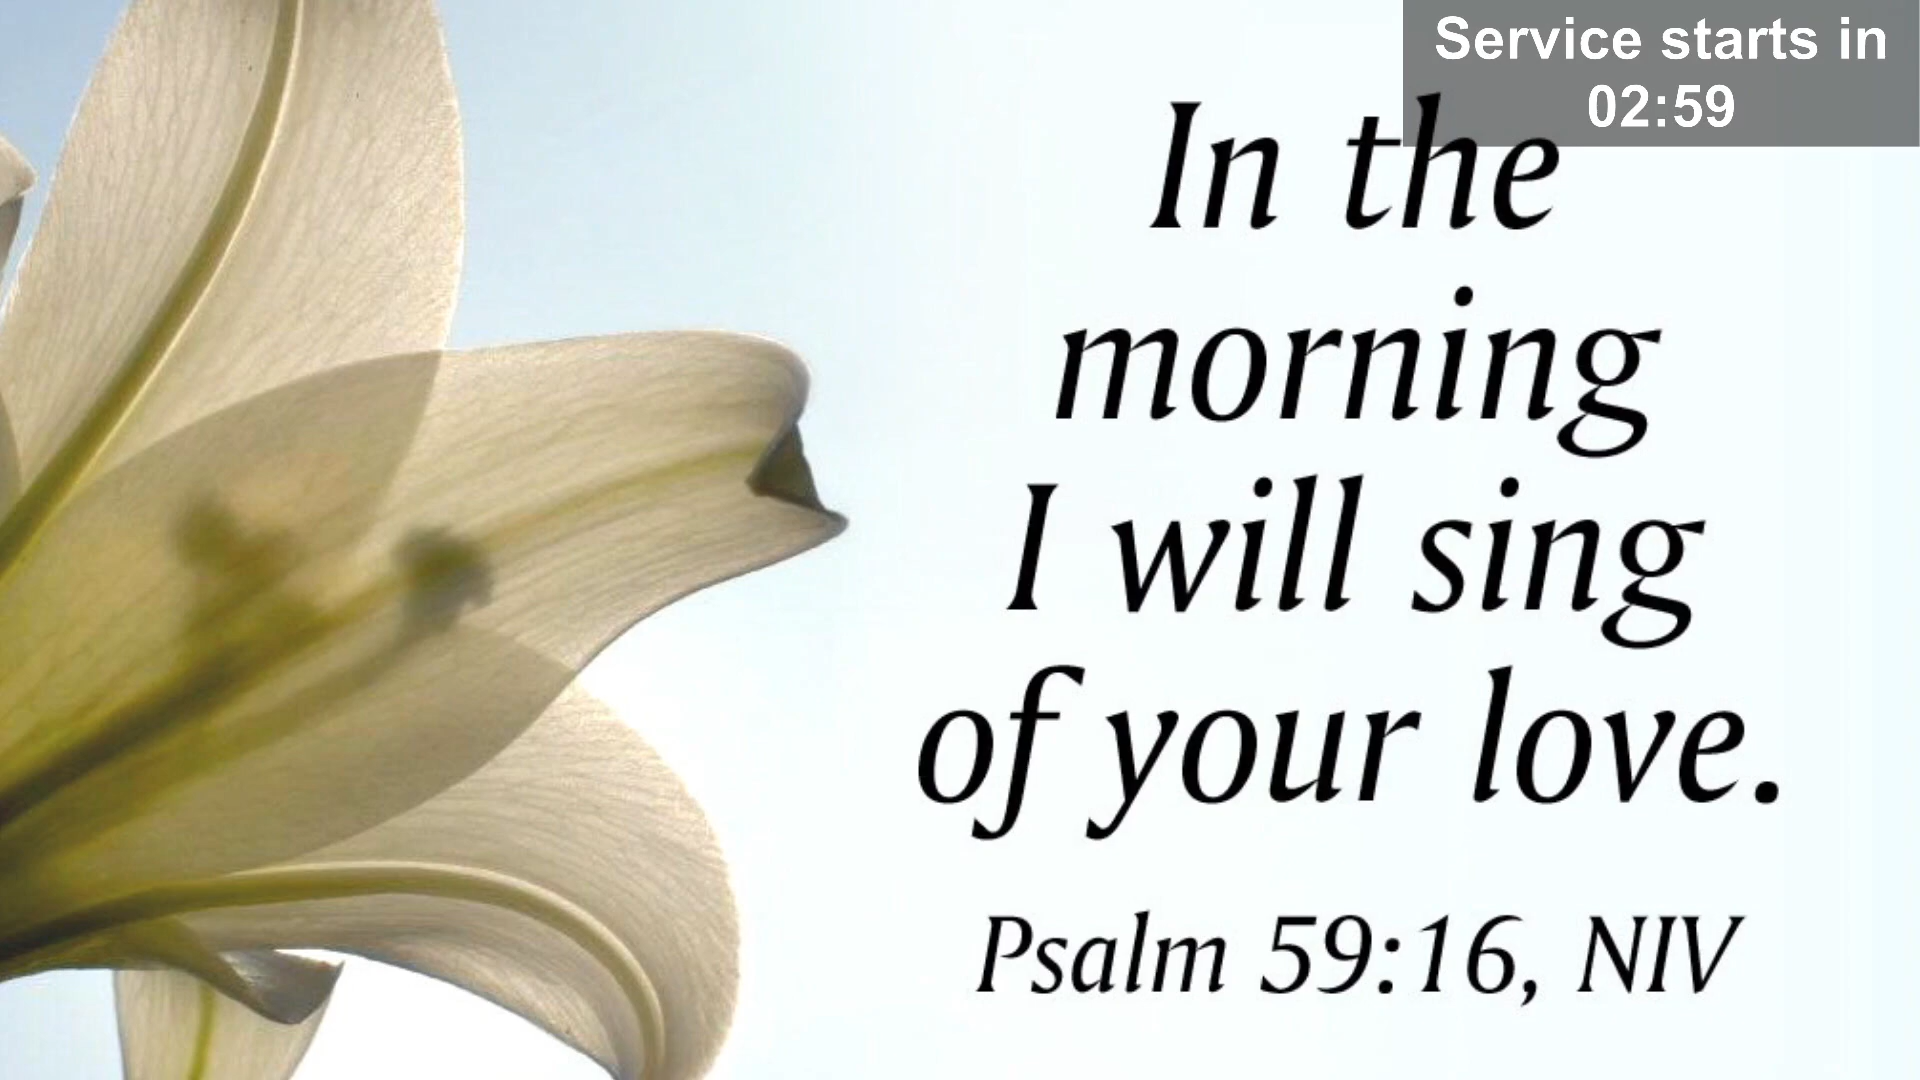 Service starts in
02:59
In the
morning
I will sing
of your love.
Psalm 59:16, NIV